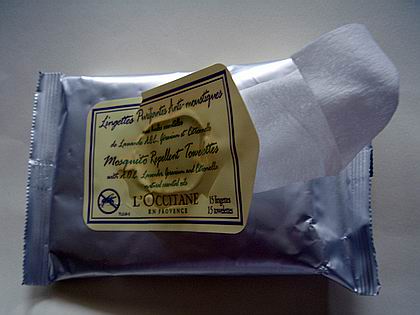 Lingettes Parfumées Anti-moustiques
aux huiles essentielles
de Lavande A.O.C. Géranium et Citronelle
Mosquito Repellent Towelettes
with A.O.C. Lavender, Geranium and Citronella
natural essential oils
L'OCCITANE
EN PROVENCE
15 lingettes
15 towelettes